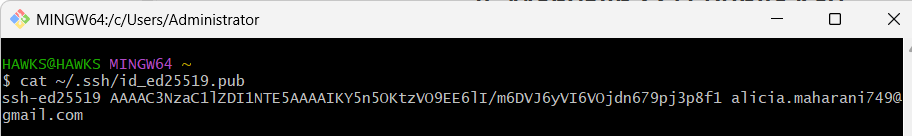 MINGW64:/c/Users/Administrator
HAWKS@HAWKS MINGW64 ~
$ cat ~/.ssh/id_ed25519.pub
ssh-ed25519 AAAAC3NzaC1lZDI1NTE5AAAAIKY5n5OKtzVO9EE6lI/m6DVJ6yVI6VOjdn679pj3p8f1 alicia.maharani749@
gmail.com